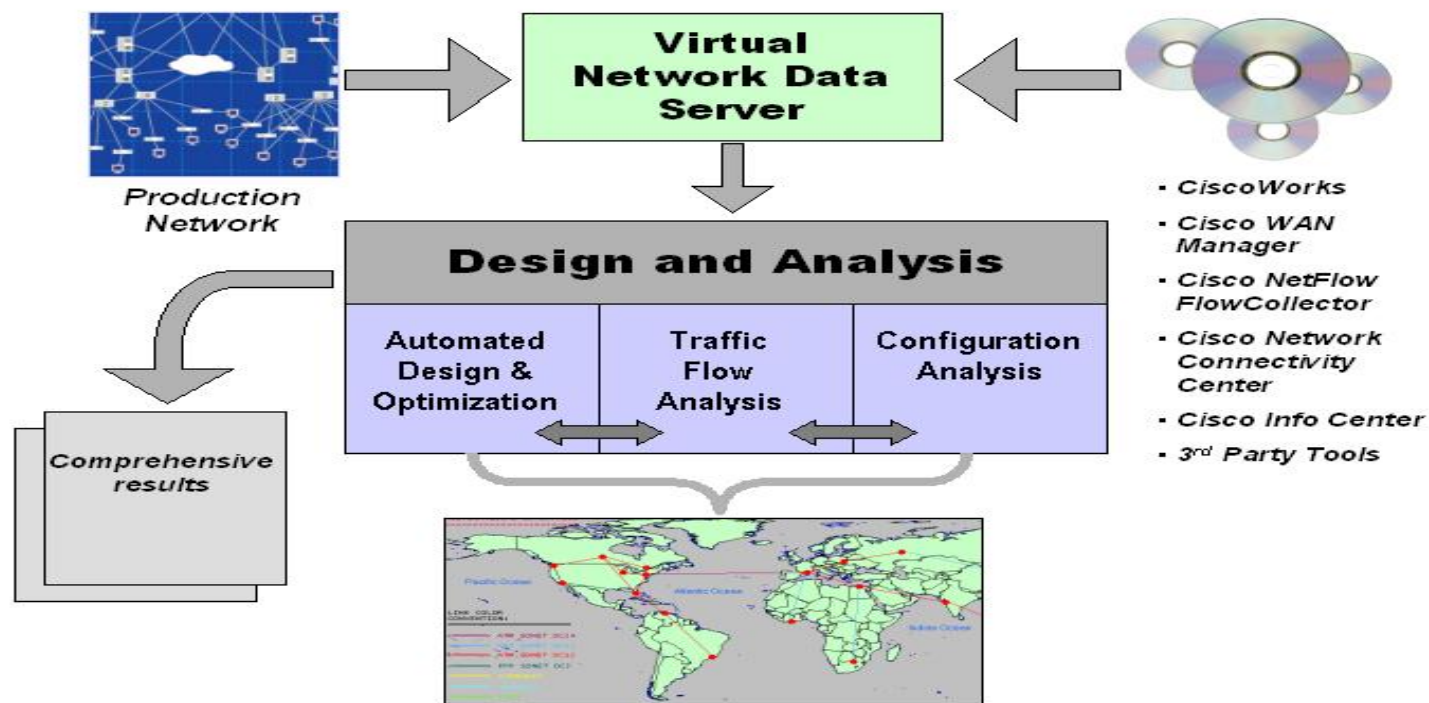 Virtual
Network Data
Server
Production
Network
- CiscoWorks
- Cisco WAN
Manager
- Cisco NetFlow
FlowCollector
- Cisco Network
Connectivity
Center
- Cisco Info Center
- 3rd Party Tools
Design and Analysis
Automated
Design &
Optimization
Traffic
Flow
Analysis
Configuration
Analysis
Comprehensive
results
Pacific Ocean
Atlantic Ocean
Indian Ocean
LINK COLOR
CONVENTION: